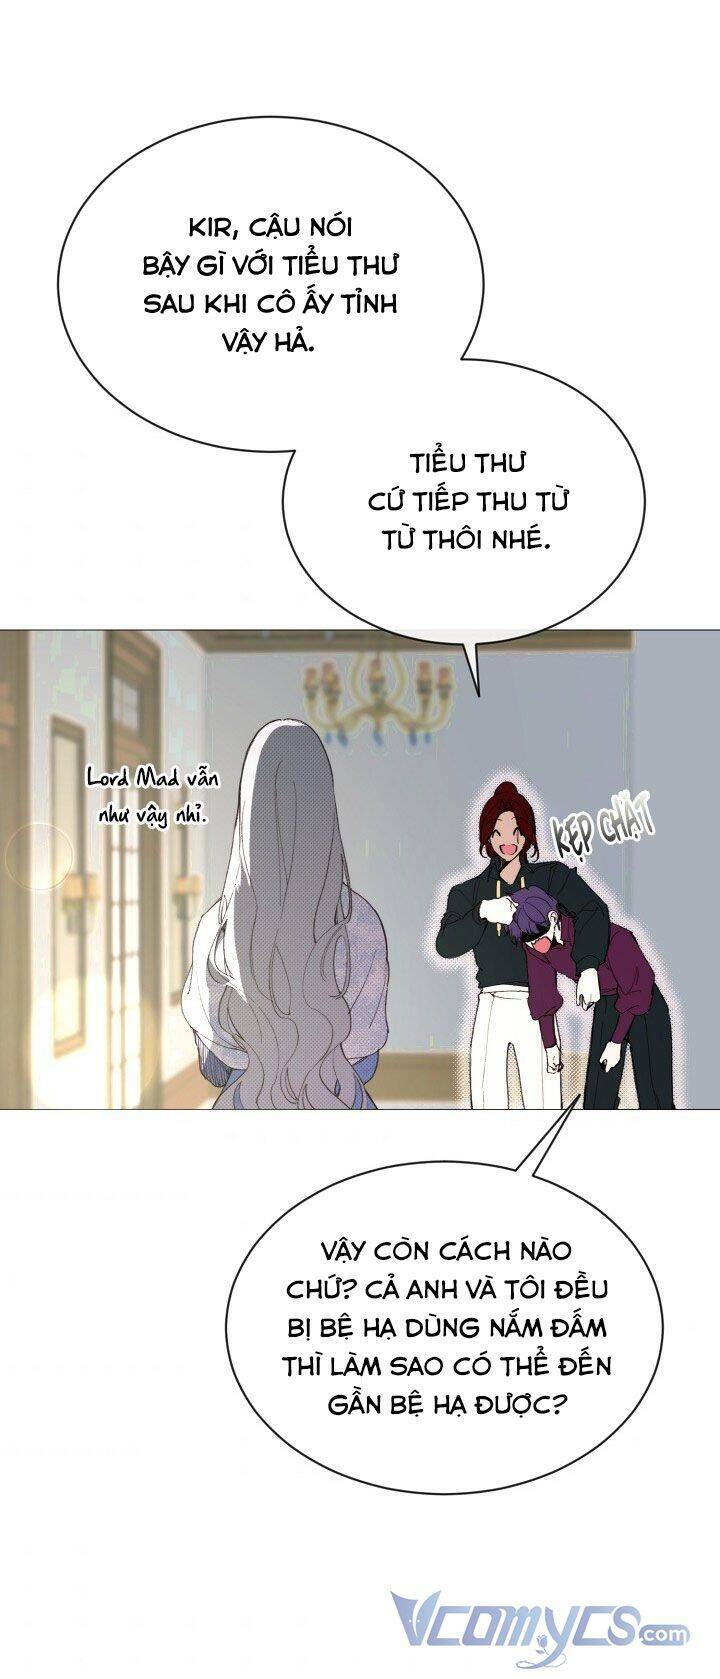 KIR, CẬU NÓI
BẬY GÌ VỚI TIỂU THƯ
SAU KHI CÔ ẤY TỈNH
VẬY HẢ.
TIỂU THƯ
CỨ TIẾP THU TỪ
TỪ THÔI NHÉ.
Lord Mad vẫn
như vậy nhỉ.
KẸP CHẶT
VẬY CÒN CÁCH NÀO
CHỨ? CẢ ANH VÀ TÔI ĐỀU
BỊ BỆ HẠ DÙNG NẮM ĐẤM
THÌ LÀM SAO CÓ THỂ ĐẾN
GẦN BỆ HẠ ĐƯỢC?
VCOMYCS.com